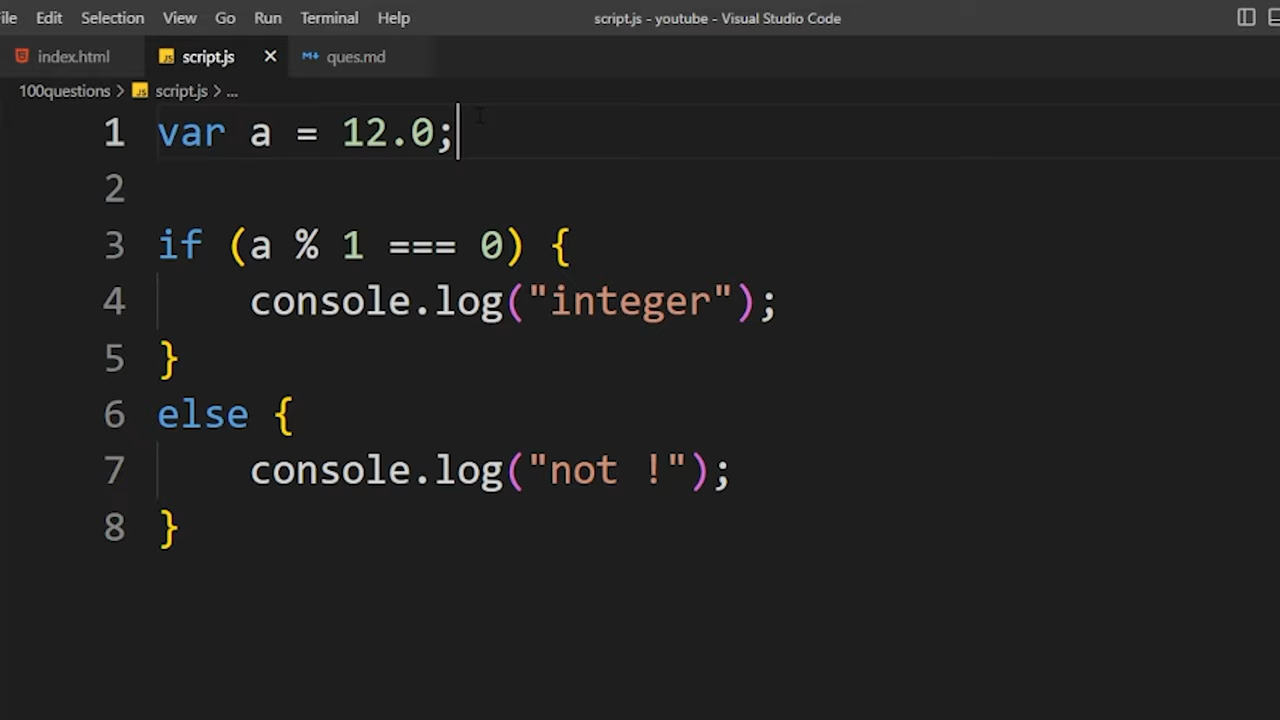 ile Edit Selection View Go Run Terminal Help script.js - youtube - Visual Studio Code
index.html JS script.js × ques.md
100questions > JS script.js > ...
1 var a = 12.0;
2
3 if (a % 1 === 0) {
4 console.log("integer");
5 }
6 else {
7 console.log("not !");
8 }